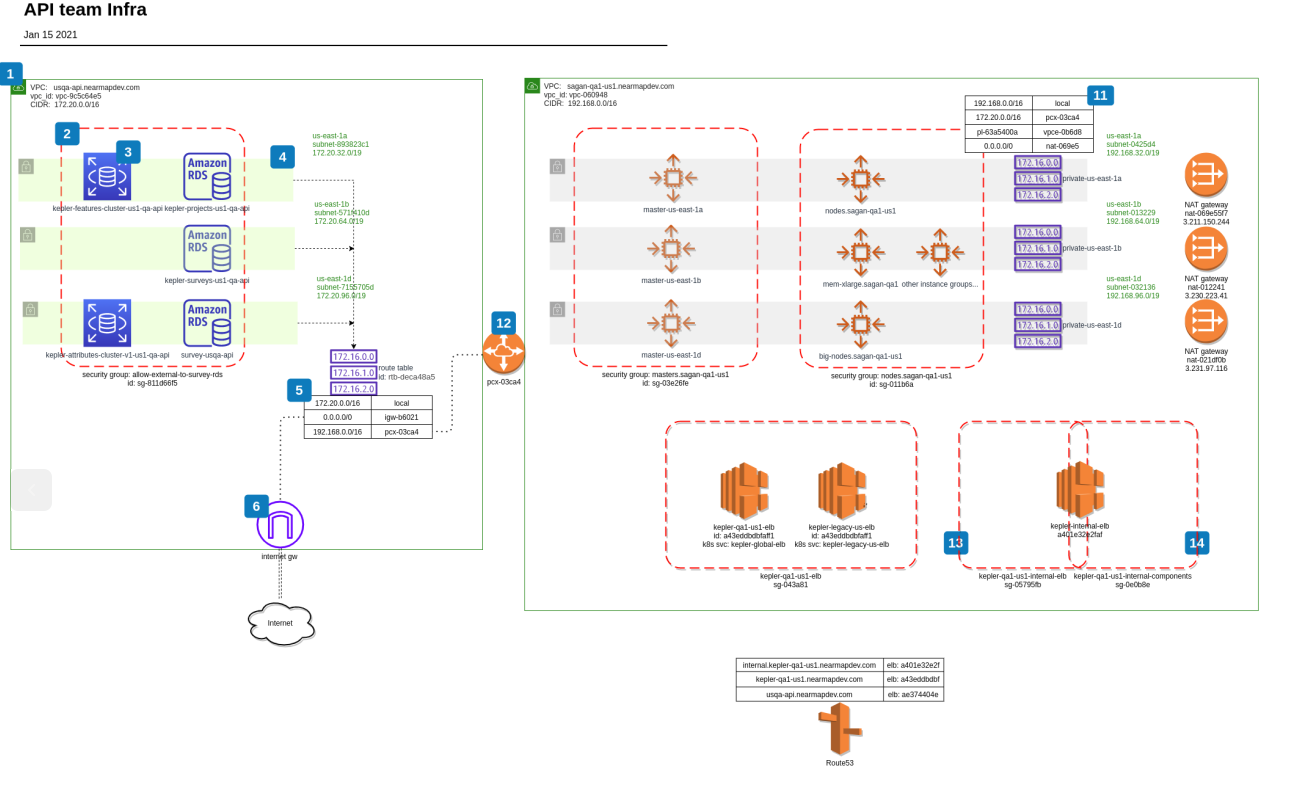 API team Infra
Jan 15 2021
1
VPC: usqa-api.nearmapdev.com
vpc_id: vpc-9c5c64e5
CIDR: 172.20.0.0/16
2
3
4
Amazon
RDS
kepler-features-cluster-us1-qa-api
kepler-projects-us1-qa-api
us-east-1a
subnet-893823c1
172.20.32.0/19
Amazon
RDS
kepler-surveys-us1-qa-api
us-east-1b
subnet-571f410d
172.20.64.0/19
Amazon
RDS
kepler-attributes-cluster-v1-us1-qa-api
survey-usqa-api
us-east-1d
subnet-7155705d
172.20.96.0/19
security group: allow-external-to-survey-rds
id: sg-811d66f5
172.16.0.0
172.16.1.0
172.16.2.0
route table
id: rtb-deca48a5
5
172.20.0.0/16 local
0.0.0.0/0 igw-b6021
192.168.0.0/16 pcx-03ca4
6
internet gw
Internet
12
pcx-03ca4
VPC: sagan-qa1-us1.nearmapdev.com
vpc_id: vpc-060948
CIDR: 192.168.0.0/16
11
192.168.0.0/16 local
172.20.0.0/16 pcx-03ca4
pl-63a5400a vpce-0b6d8
0.0.0.0/0 nat-069e5
master-us-east-1a
nodes.sagan-qa1-us1
172.16.0.0
172.16.1.0
172.16.2.0
private-us-east-1a
us-east-1a
subnet-0425d4
192.168.32.0/19
NAT gateway
nat-069e55f7
3.211.150.244
master-us-east-1b
mem-xlarge.sagan-qa1
other instance groups...
172.16.0.0
172.16.1.0
172.16.2.0
private-us-east-1b
us-east-1b
subnet-013229
192.168.64.0/19
NAT gateway
nat-012241
3.230.223.41
master-us-east-1d
big-nodes.sagan-qa1-us1
172.16.0.0
172.16.1.0
172.16.2.0
private-us-east-1d
us-east-1d
subnet-032136
192.168.96.0/19
NAT gateway
nat-021df0b
3.231.97.116
security group: masters.sagan-qa1-us1
id: sg-03e26fe
security group: nodes.sagan-qa1-us1
id: sg-011b6a
kepler-qa1-us1-elb
id: a43eddbdbfaff1
k8s svc: kepler-global-elb
kepler-legacy-us-elb
id: a43eddbdbfaff1
k8s svc: kepler-legacy-us-elb
kepler-qa1-us1-elb
sg-043a81
kepler-internal-elb
a401e32e2faf
13
14
kepler-qa1-us1-internal-elb
sg-05795fb
kepler-qa1-us1-internal-components
sg-0e0b8e
internal.kepler-qa1-us1.nearmapdev.com elb: a401e32e2f
kepler-qa1-us1.nearmapdev.com elb: a43eddbdbf
usqa-api.nearmapdev.com elb: ae374404e
Route53